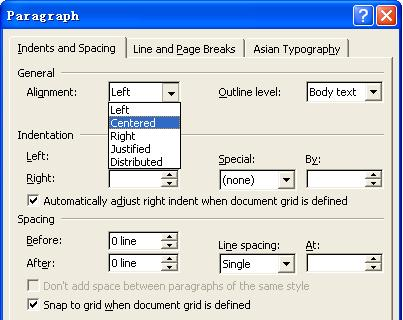 Paragraph
Indents and Spacing Line and Page Breaks Asian Typography
General
Alignment: Left Outline level: Body text
Left
Centered
Right
Justified
Distributed
Indentation
Left: Special: By:
Right: (none)
Automatically adjust right indent when document grid is defined
Spacing
Before: 0 line Line spacing: At:
After: 0 line Single
Don't add space between paragraphs of the same style
Snap to grid when document grid is defined